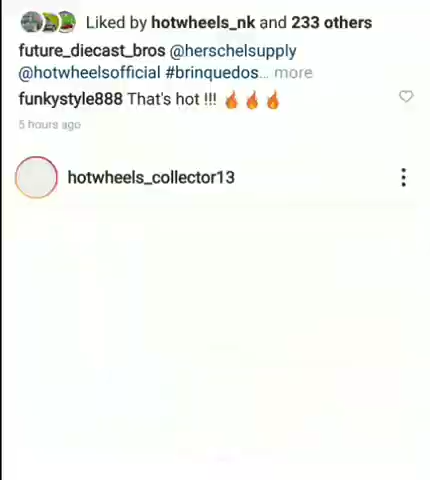 Liked by hotwheels_nk and 233 others
future_diecast_bros @herschelsupply
@hotwheelsofficial #brinquedos... more
funkystyle888 That's hot !!! 🔥🔥🔥
5 hours ago
hotwheels_collector13